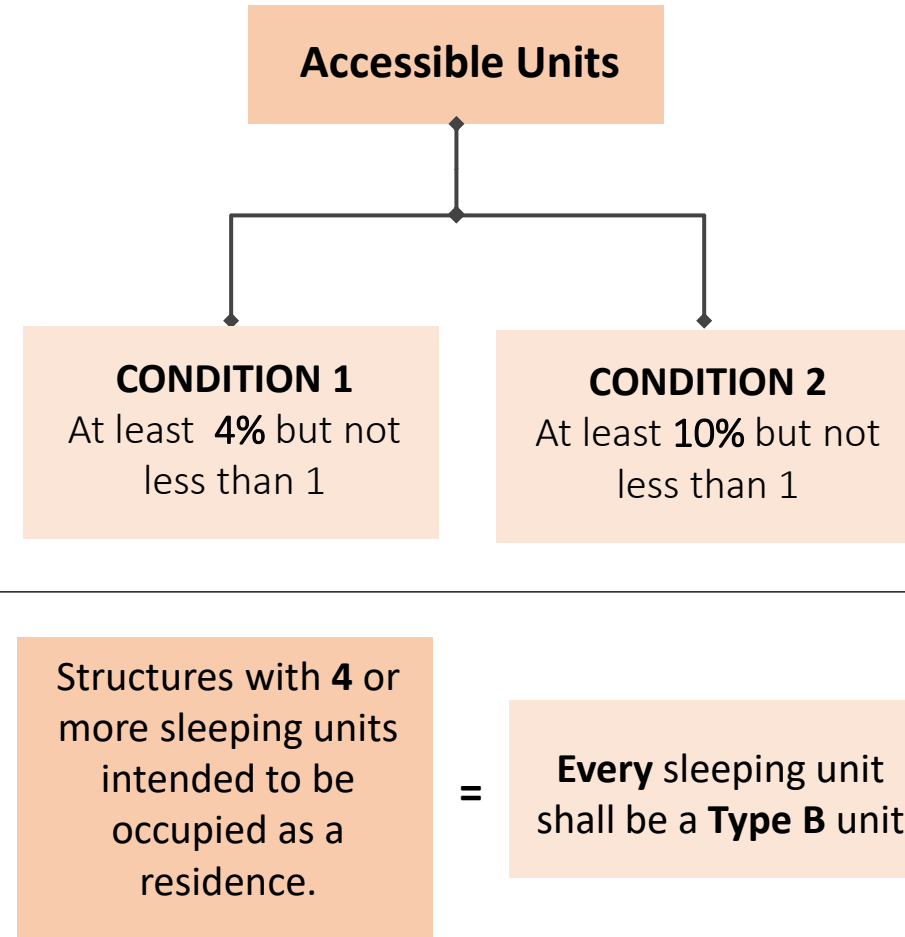 Accessible Units
CONDITION 1
At least 4% but not
less than 1
CONDITION 2
At least 10% but not
less than 1
Structures with 4 or
more sleeping units
intended to be
occupied as a
residence.
=
Every sleeping unit
shall be a Type B unit